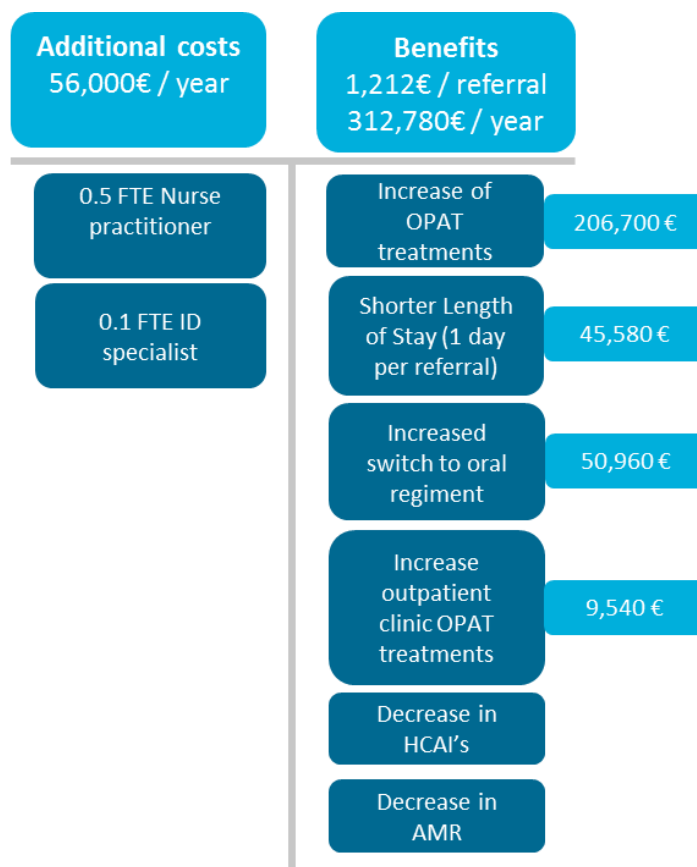 Additional costs
56,000€ / year
Benefits
1,212€ / referral
312,780€ / year
0.5 FTE Nurse
practitioner
0.1 FTE ID
specialist
Increase of
OPAT
treatments
206,700 €
Shorter Length
of Stay (1 day
per referral)
45,580 €
Increased
switch to oral
regiment
50,960 €
Increase
outpatient
clinic OPAT
treatments
9,540 €
Decrease in
HCAI's
Decrease in
AMR